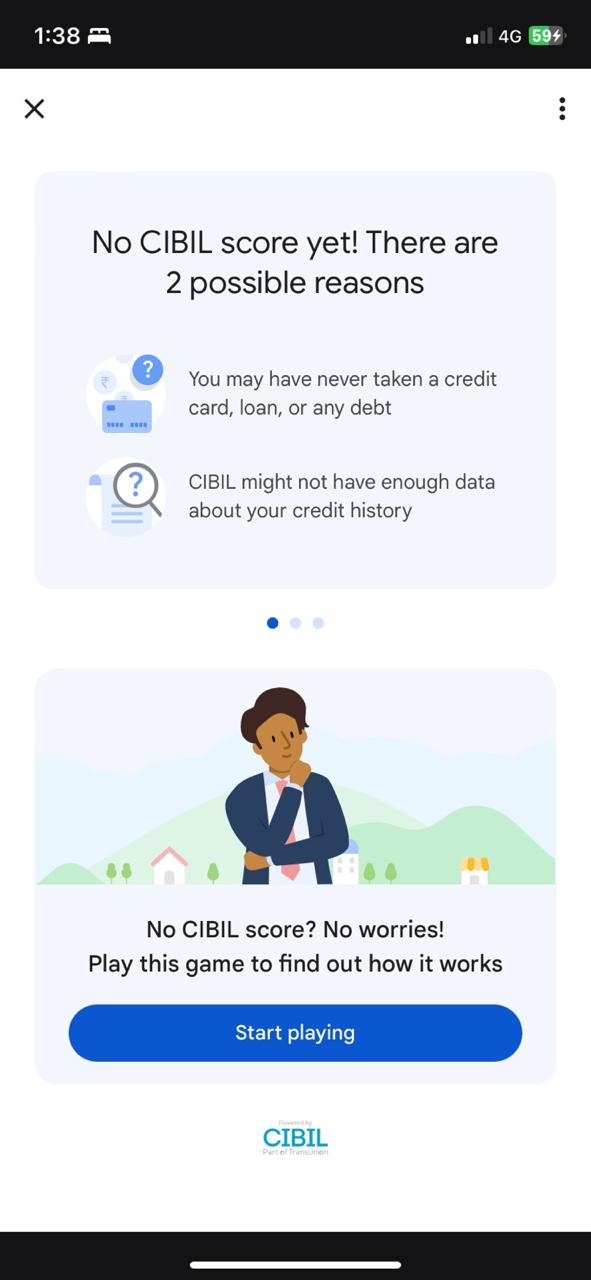 1:38 4G 59
No CIBIL score yet! There are
2 possible reasons
₹ ?
You may have never taken a credit
card, loan, or any debt
?
CIBIL might not have enough data
about your credit history
No CIBIL score? No worries!
Play this game to find out how it works
Start playing
Powered by
CIBIL
Part of TransUnion